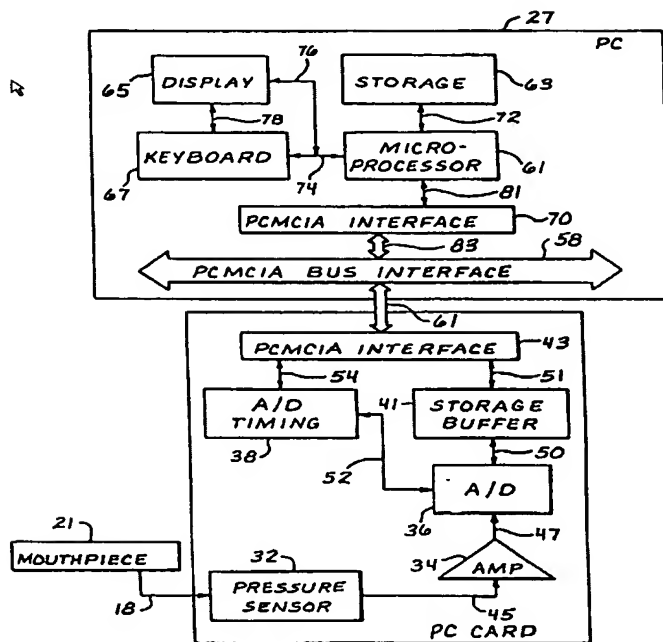 27
PC
76
65
DISPLAY
STORAGE
63
78
72
KEYBOARD
MICRO-
PROCESSOR
67
74
61
81
PCMCIA INTERFACE
70
83
58
PCMCIA BUS INTERFACE
61
PCMCIA INTERFACE
43
54
51
A/D
TIMING
41
STORAGE
BUFFER
38
50
52
A/D
36
47
21
MOUTHPIECE
32
34
AMP
PRESSURE
SENSOR
18
45
PC CARD